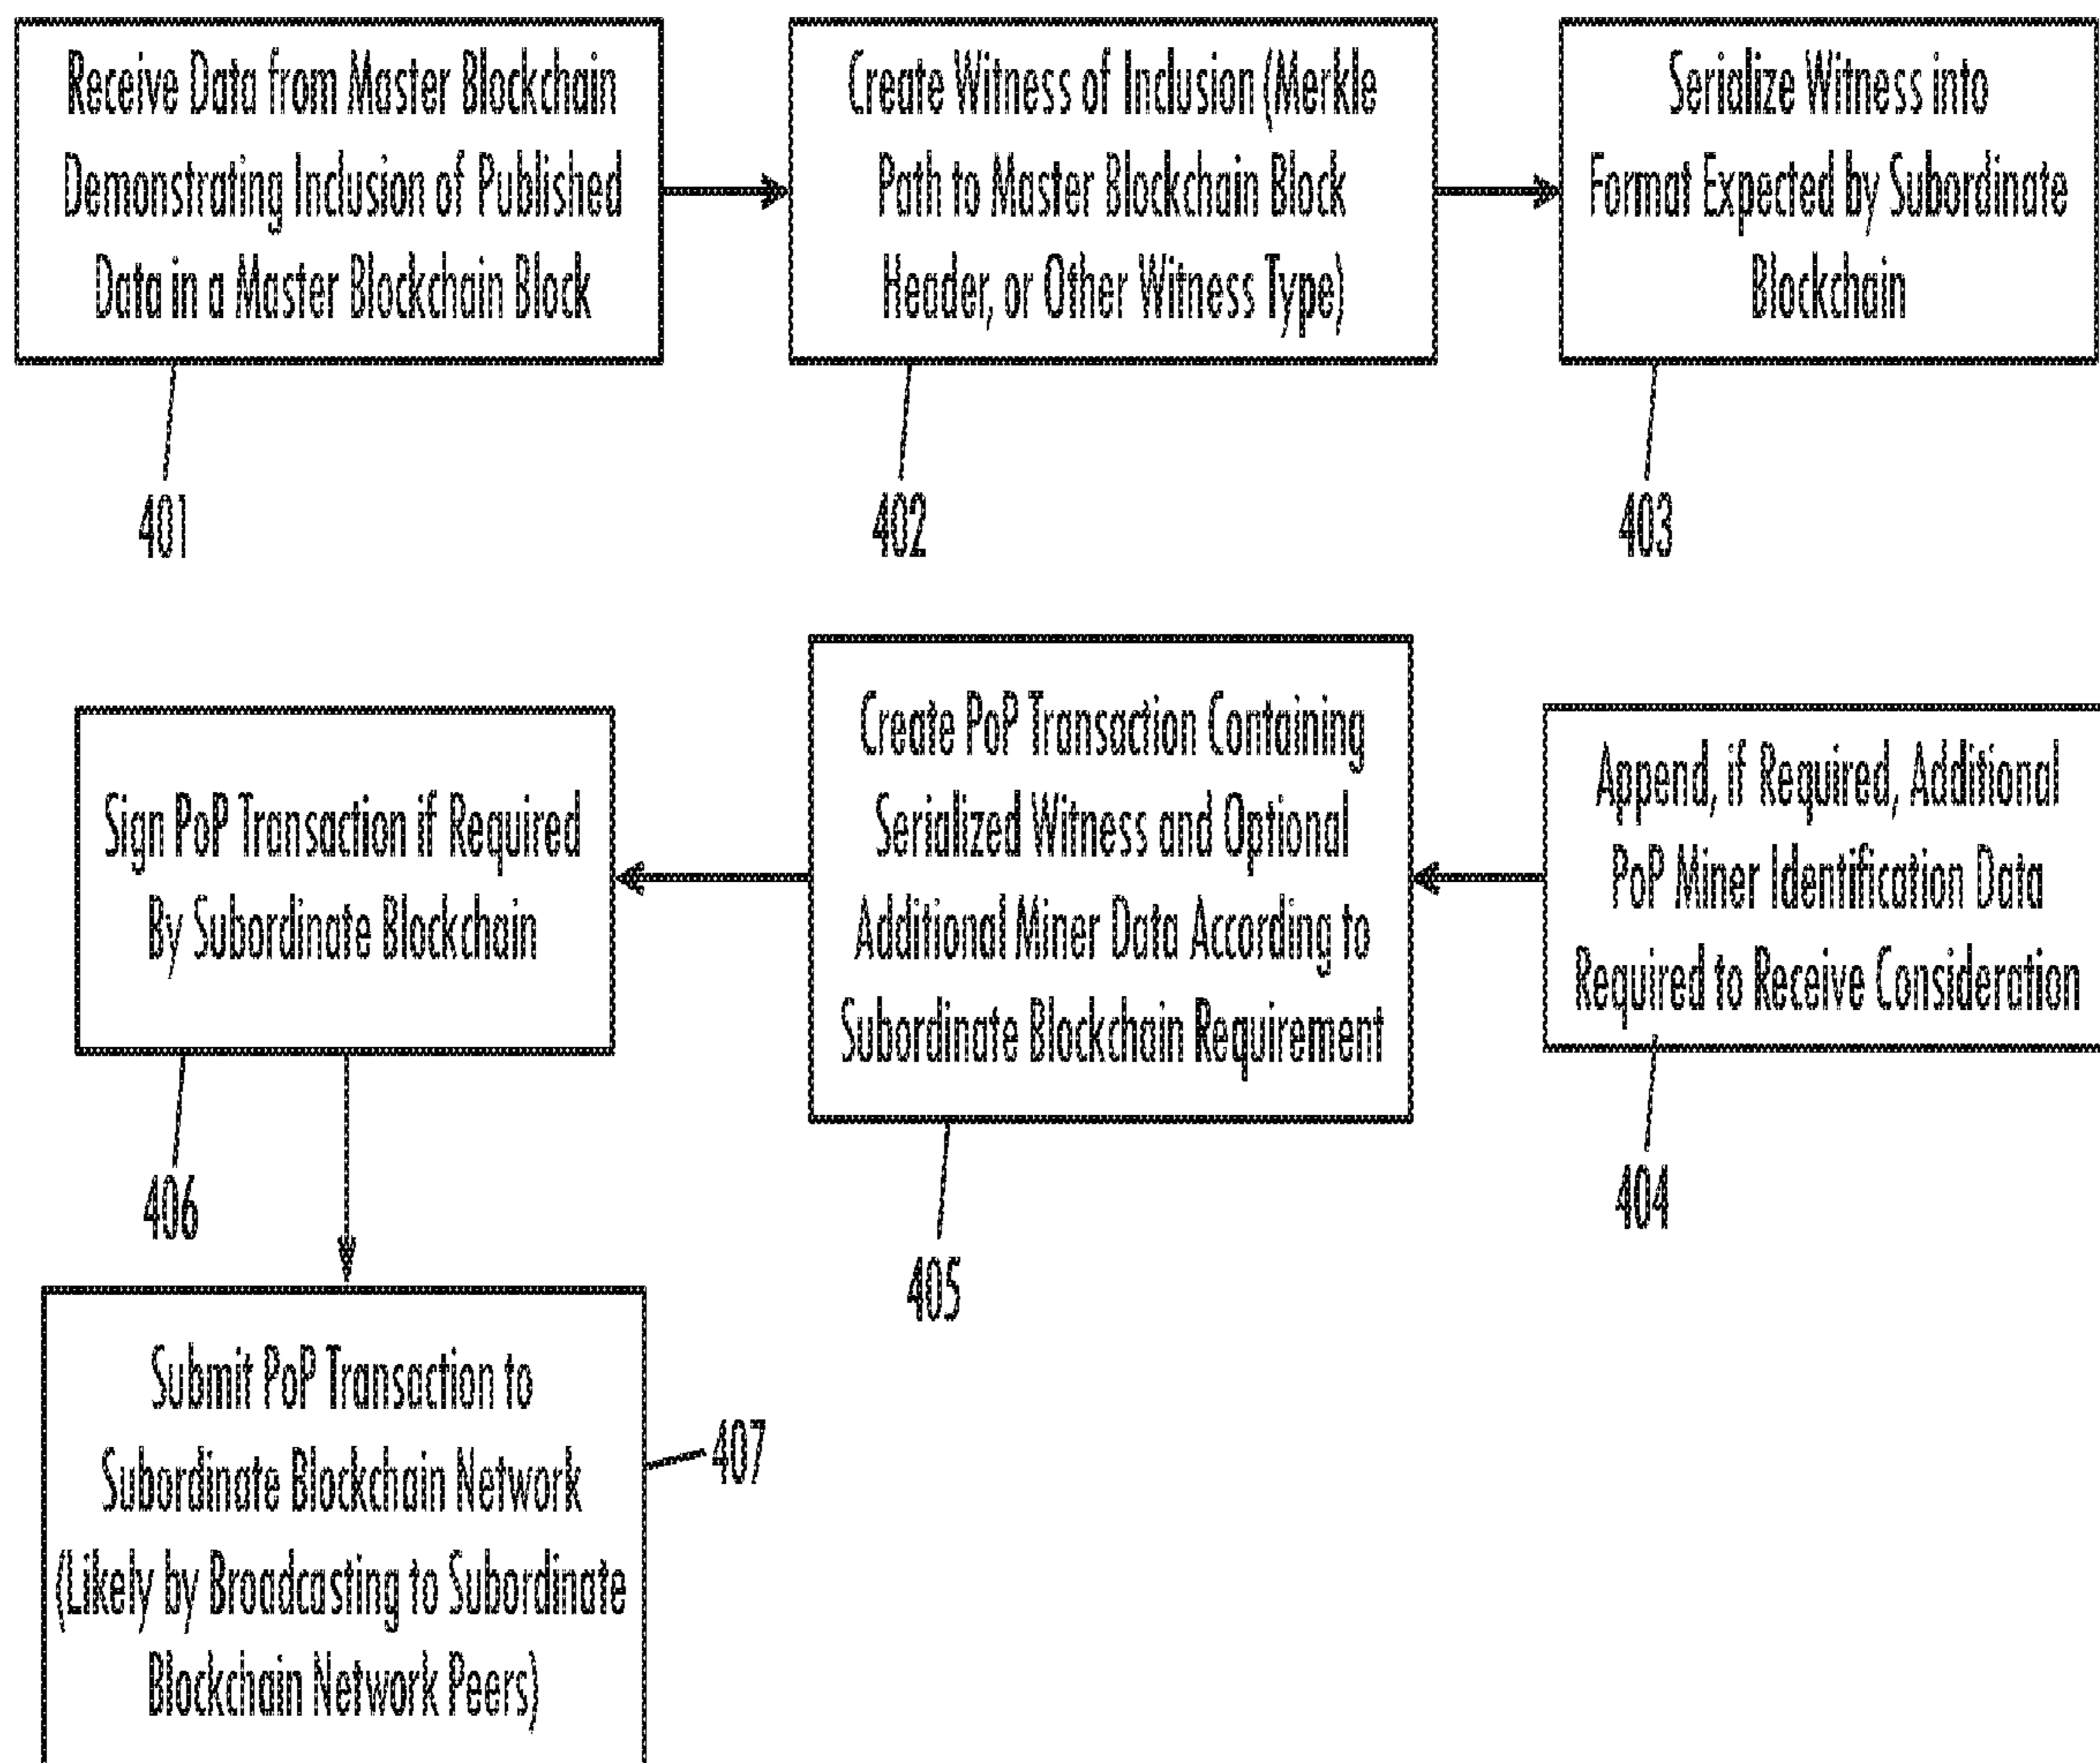 Receive Data from Master Blockchain
Demonstrating Inclusion of Published
Data in a Master Blockchain Block
401
Create Witness of Inclusion (Merkle
Path to Master Blockchain Block
Header, or Other Witness Type)
402
Serialize Witness into
Format Expected by Subordinate
Blockchain
403
Append, if Required, Additional
PoP Miner Identification Data
Required to Receive Consideration
404
Create PoP Transaction Containing
Serialized Witness and Optional
Additional Miner Data According to
Subordinate Blockchain Requirement
405
Sign PoP Transaction if Required
By Subordinate Blockchain
406
Submit PoP Transaction to
Subordinate Blockchain Network
(Likely by Broadcasting to Subordinate
Blockchain Network Peers)
407